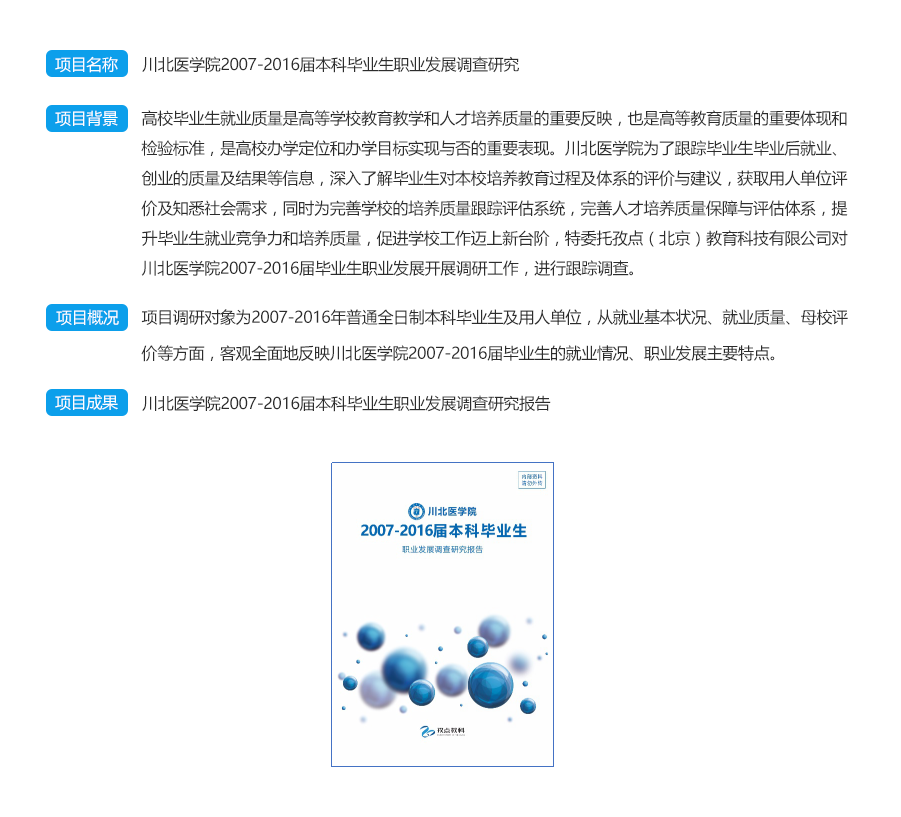 项目名称 川北医学院2007-2016届本科毕业生职业发展调查研究
项目背景 高校毕业生就业质量是高等学校教育教学和人才培养质量的重要反映，也是高等教育质量的重要体现和
检验标准，是高校办学定位和办学目标实现与否的重要表现。川北医学院为了跟踪毕业生毕业后就业、
创业的质量及结果等信息，深入了解毕业生对本校培养教育过程及体系的评价与建议，获取用人单位评
价及知悉社会需求，同时为完善学校的培养质量跟踪评估系统，完善人才培养质量保障与评估体系，提
升毕业生就业竞争力和培养质量，促进学校工作迈上新台阶，特委托孜点（北京）教育科技有限公司对
川北医学院2007-2016届毕业生职业发展开展调研工作，进行跟踪调查。
项目概况 项目调研对象为2007-2016年普通全日制本科毕业生及用人单位，从就业基本状况、就业质量、母校评
价等方面，客观全面地反映川北医学院2007-2016届毕业生的就业情况、职业发展主要特点。
项目成果 川北医学院2007-2016届本科毕业生职业发展调查研究报告
内部资料
请勿外传
川北医学院
2007-2016届本科毕业生
职业发展调查研究报告
孜点教科